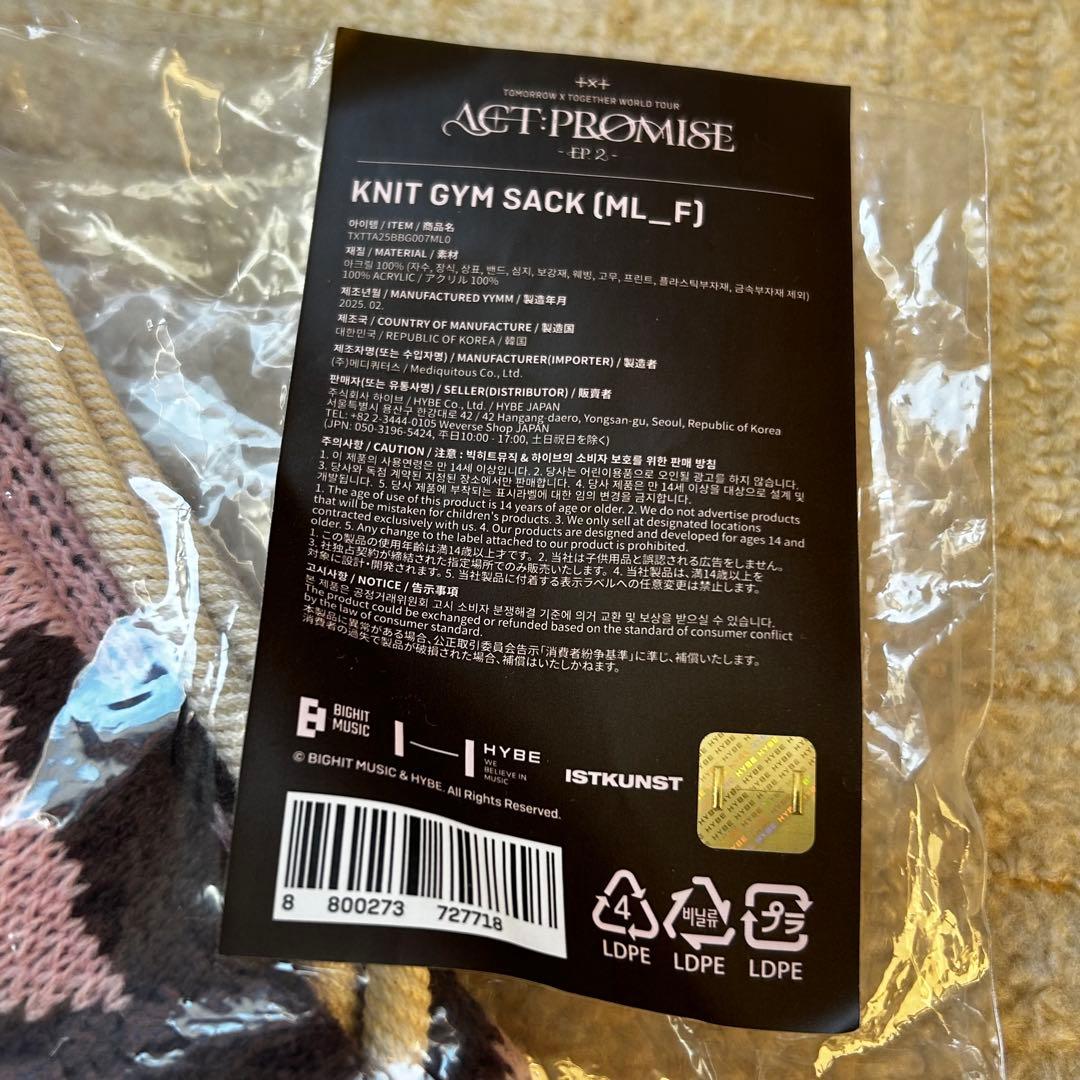 +×+
TOMORROW X TOGETHER WORLD TOUR
ACT:PROMISE
- EP 2 -
KNIT GYM SACK (ML_F)
아이템 / ITEM / 商品名
TXTTA25BBG007ML0
재질 / MATERIAL / 素材
아크릴 100% (자수, 장식, 상표, 밴드, 심지, 보강재, 웨빙, 고무, 프린트, 플라스틱부자재, 금속부자재 제외)
100% ACRYLIC / アクリル 100%
제조년월 / MANUFACTURED YYMM / 製造年月
2025. 02.
제조국 / COUNTRY OF MANUFACTURE / 製造国
대한민국 / REPUBLIC OF KOREA / 韓国
제조자명(또는 수입자명) / MANUFACTURER(IMPORTER) / 製造者
(주)메디쿼터스 / Mediquitous Co., Ltd.
판매자(또는 유통사명) / SELLER(DISTRIBUTOR) / 販賣者
주식회사 하이브 / HYBE Co., Ltd. / HYBE JAPAN
서울특별시 용산구 한강대로 42 / 42 Hangang-daero, Yongsan-gu, Seoul, Republic of Korea
TEL: +82 2-3444-0105 Weverse Shop JAPAN
(JPN: 050-3196-5424, 平日10:00 - 17:00, 土日祝日を除く)
주의사항 / CAUTION / 注意 : 빅히트뮤직 & 하이브의 소비자 보호를 위한 판매 방침
1. 이 제품의 사용연령은 만 14세 이상입니다. 2. 당사는 어린이용품으로 오인될 광고를 하지 않습니다.
3. 당사와 독점 계약된 지정된 장소에서만 판매합니다. 4. 당사 제품은 만 14세 이상을 대상으로 설계 및
개발됩니다. 5. 당사 제품에 부착되는 표시라벨에 대한 임의 변경을 금지합니다.
1. The age of use of this product is 14 years of age or older. 2. We do not advertise products
that will be mistaken for children's products. 3. We only sell at designated locations
contracted exclusively with us. 4. Our products are designed and developed for ages 14 and
older. 5. Any change to the label attached to our product is prohibited.
1. この製品の使用年齢は満14歳以上才です。2. 当社は子供用品と誤認される広告をしません。
3. 社独占契約が締結された指定場所でのみ販売いたします。4. 当社製品は、満14歳以上を
対象に設計・開発されます。5. 当社製品に付着する表示ラベルへの任意変更は禁止します。
고시사항 / NOTICE / 告示事項
본 제품은 공정거래위원회 고시 소비자 분쟁해결 기준에 의거 교환 및 보상을 받으실 수 있습니다.
The product could be exchanged or refunded based on the standard of consumer conflict
by the law of consumer standard.
本製品に異常がある場合、公正取引委員会告示「消費者紛争基準」に準じ、補償いたします。
消費者の過失で製品が破損された場合、補償はいたしかねます。
BIGHIT
MUSIC
HYBE
WE
BELIEVE IN
MUSIC
ISTKUNST
© BIGHIT MUSIC & HYBE. All Rights Reserved.
HYBE HYBE HYBE
8 800273 727718
4
LDPE
비닐류
LDPE
プラ
LDPE